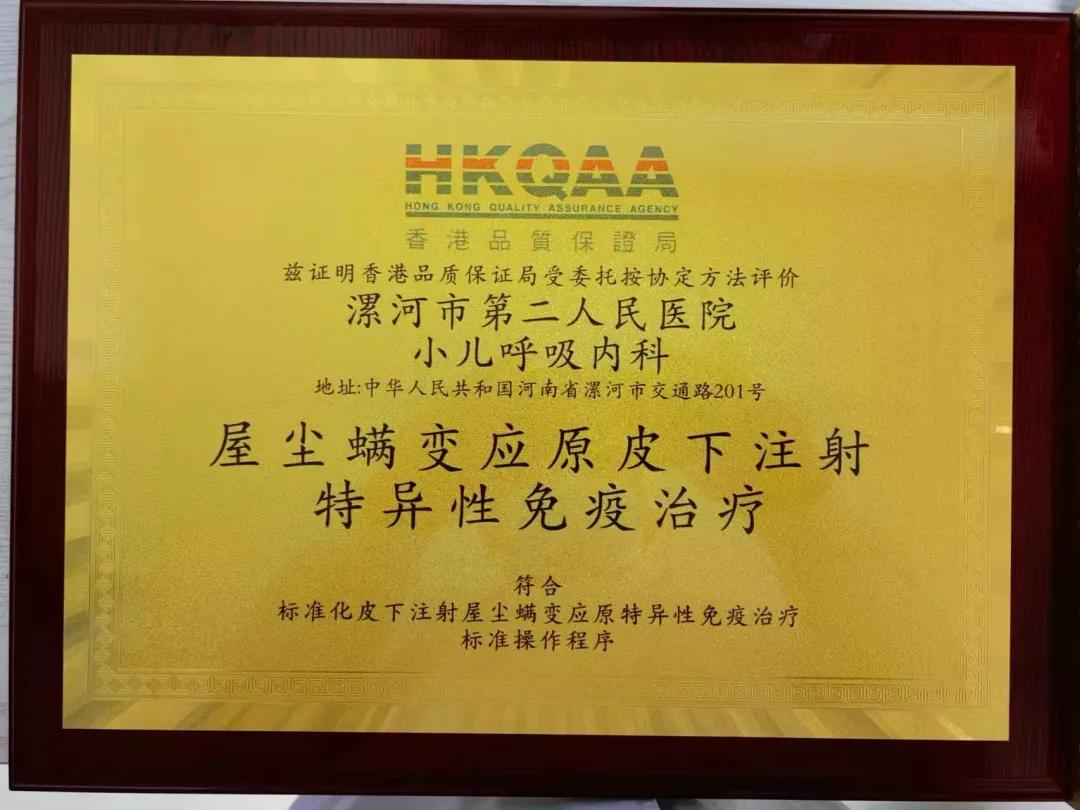 HKQAA
HONG KONG QUALITY ASSURANCE AGENCY
香港品質保證局
兹证明香港品质保证局受委托按协定方法评价
漯河市第二人民医院
小儿呼吸内科
地址:中华人民共和国河南省漯河市交通路201号
屋尘螨变应原皮下注射
特异性免疫治疗
符合
标准化皮下注射屋尘螨变应原特异性免疫治疗
标准操作程序